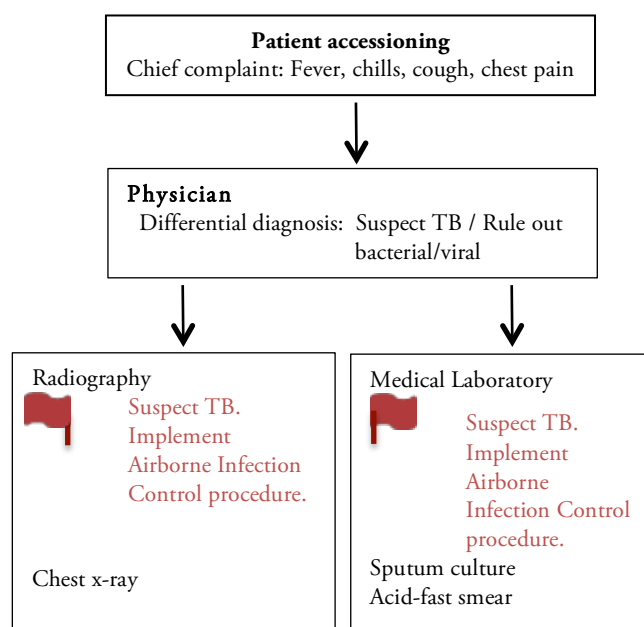 Patient accessioning
Chief complaint: Fever, chills, cough, chest pain
Physician
Differential diagnosis: Suspect TB / Rule out
bacterial/viral
Radiography
Suspect TB.
Implement
Airborne Infection
Control procedure.
Chest x-ray
Medical Laboratory
Suspect TB.
Implement
Airborne
Infection Control
procedure.
Sputum culture
Acid-fast smear